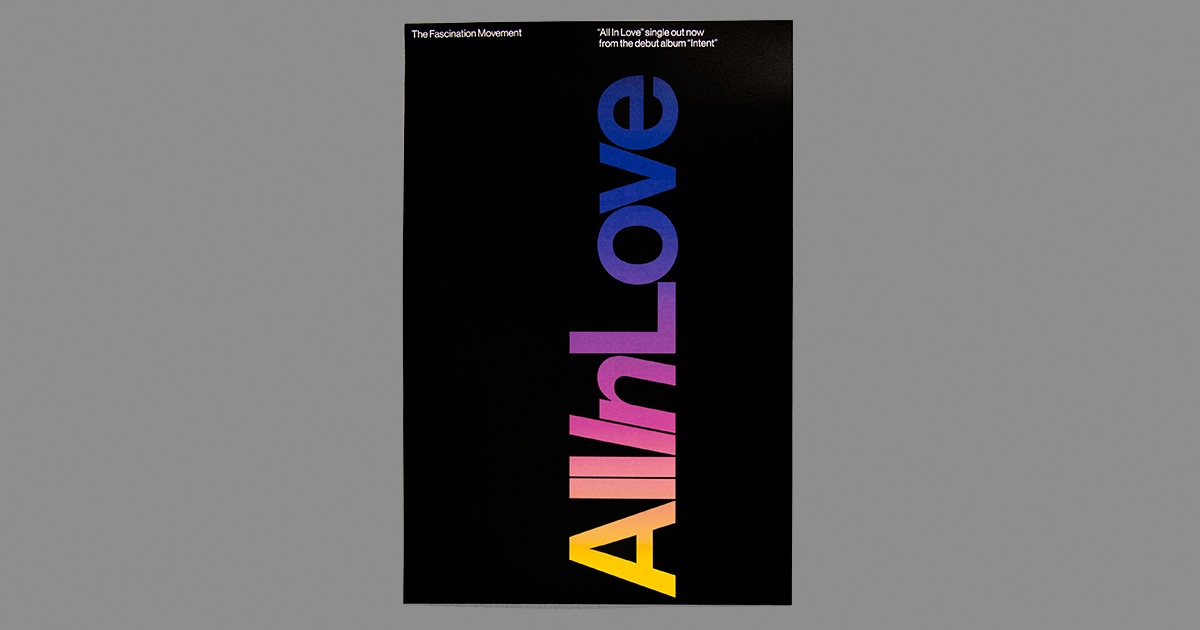 The Fascination Movement
“All In Love” single out now
from the debut album “Intent”
AllInLove